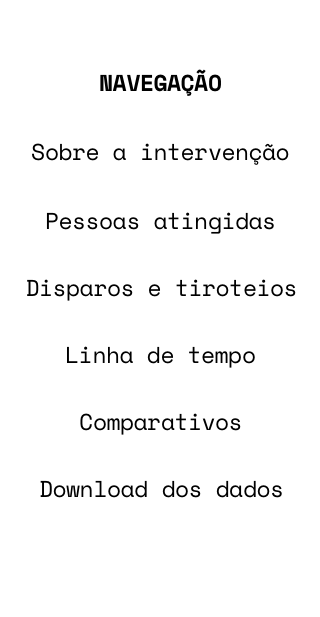 NAVEGAÇÃO
Sobre a intervenção
Pessoas atingidas
Disparos e tiroteios
Linha de tempo
Comparativos
Download dos dados